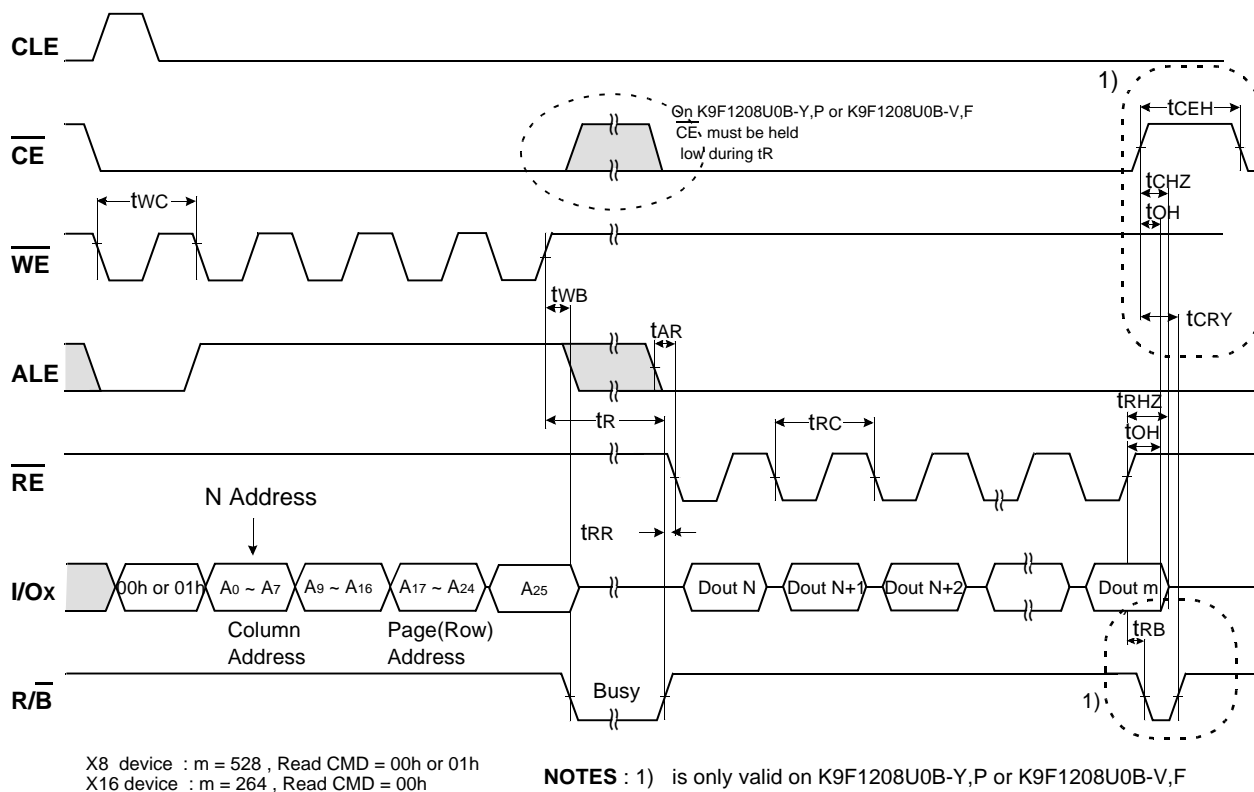 CLE
1)
tCEH
On K9F1208U0B-Y,P or K9F1208U0B-V,F
CE must be held
low during tR
CE
tCHZ
tOH
tWC
WE
tWB
tCRY
tAR
ALE
tRHZ
tR
tRC
tOH
RE
N Address
tRR
I/Ox
00h or 01h
A0 ~ A7
A9 ~ A16
A17 ~ A24
A25
Dout N
Dout N+1
Dout N+2
Dout m
Column
Address
Page(Row)
Address
tRB
R/B
Busy
1)
X8 device : m = 528 , Read CMD = 00h or 01h
X16 device : m = 264 , Read CMD = 00h
NOTES : 1) is only valid on K9F1208U0B-Y,P or K9F1208U0B-V,F